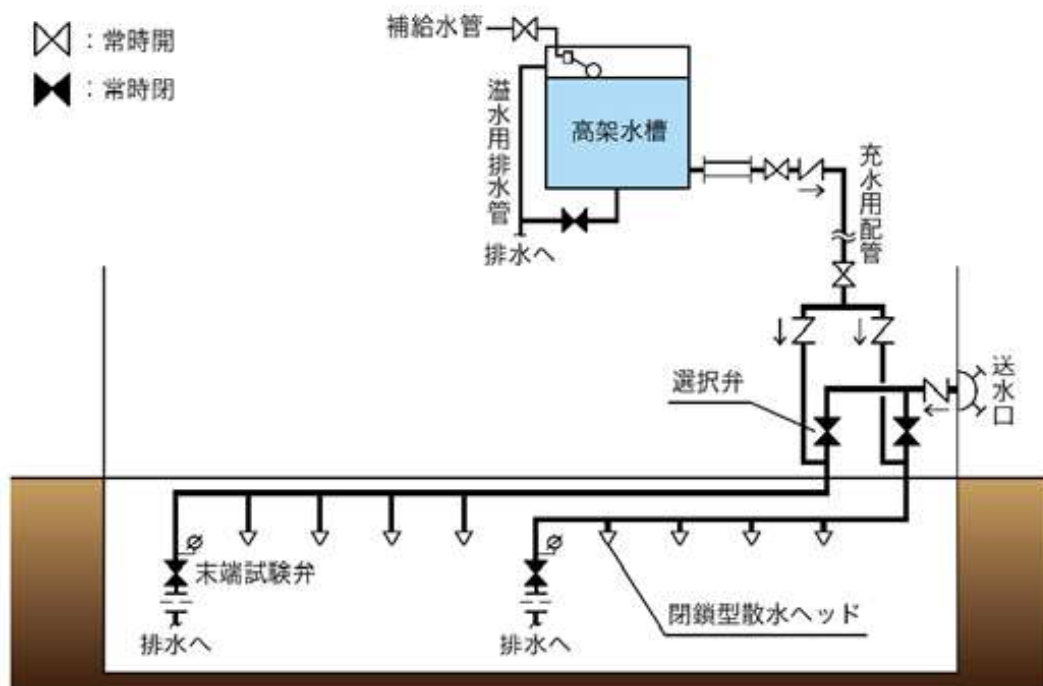 ：常時開
：常時閉
補給水管
溢水用排水管
高架水槽
排水へ
充水用配管
選択弁
送水口
末端試験弁
排水へ
排水へ
閉鎖型散水ヘッド